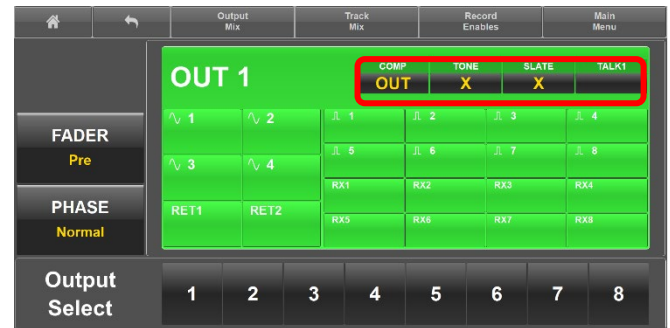 Output Mix
Track Mix
Record Enables
Main Menu
OUT 1
COMP TONE SLATE TALK1
OUT X X
FADER
Pre
PHASE
Normal
1 2
3 4
RET1 RET2
1 2 3 4
5 6 7 8
RX1 RX2 RX3 RX4
RX5 RX6 RX7 RX8
Output Select
1 2 3 4 5 6 7 8